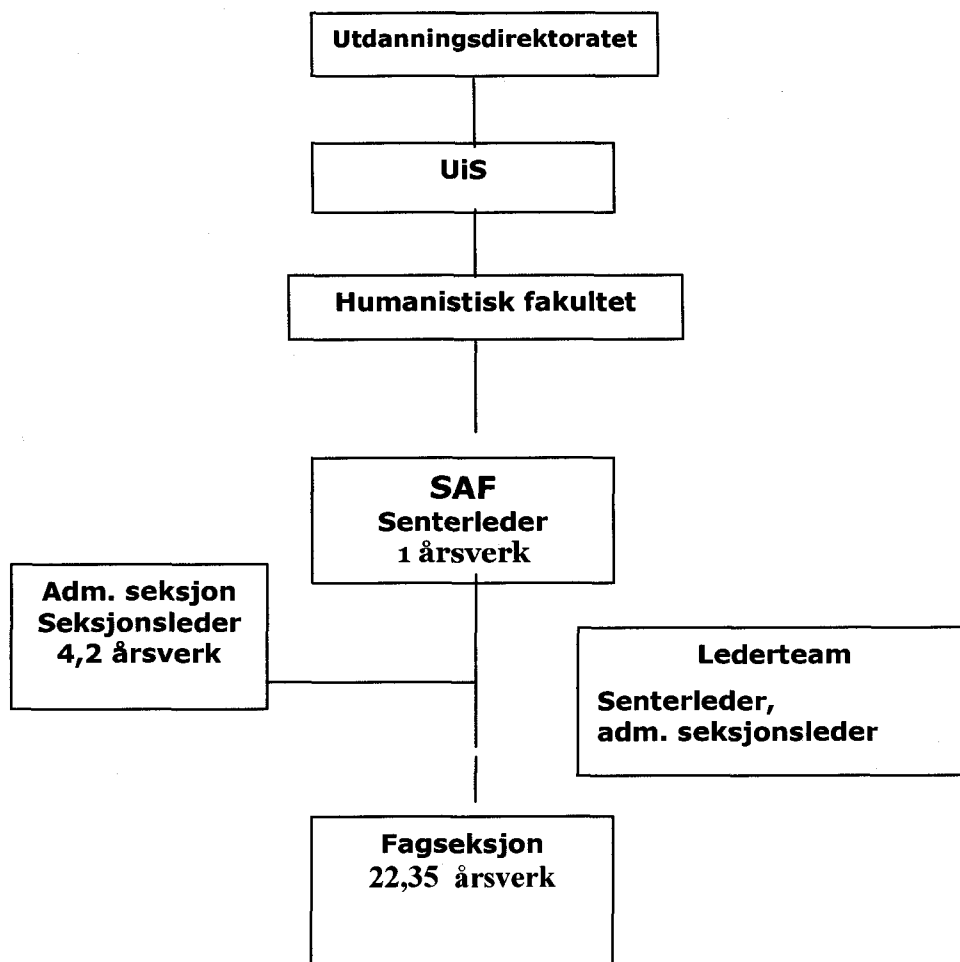 Utdanningsdirektoratet
UiS
Humanistisk fakultet
SAF
Senterleder
1 årsverk
Adm. seksjon
Seksjonsleder
4,2 årsverk
Lederteam
Senterleder,
adm. seksjonsleder
Fagseksjon
22,35 årsverk